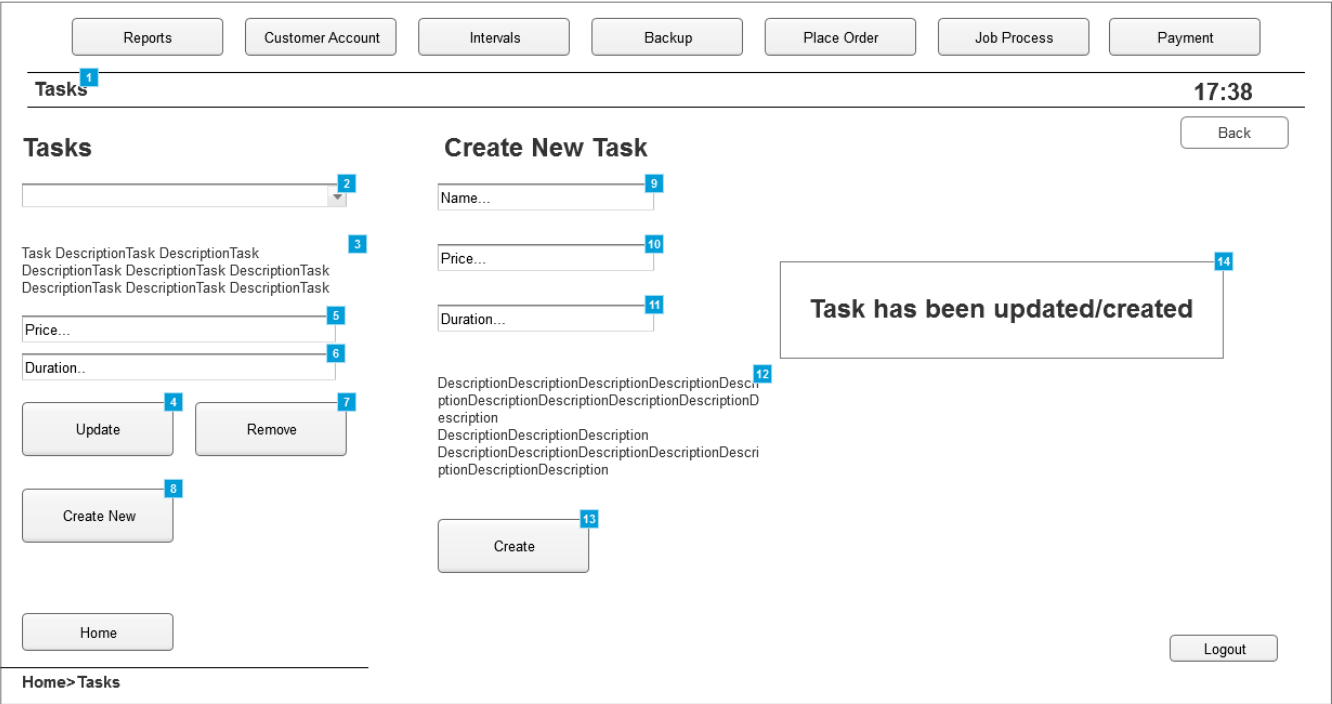 Reports
Customer Account
Intervals
Backup
Place Order
Job Process
Payment
1
Tasks
17:38
Back
Tasks
2
Task DescriptionTask DescriptionTask
DescriptionTask DescriptionTask DescriptionTask
DescriptionTask DescriptionTask DescriptionTask
3
5
Price...
6
Duration..
4
Update
7
Remove
8
Create New
Create New Task
9
Name...
10
Price...
11
Duration...
12
DescriptionDescriptionDescriptionDescriptionDescri
ptionDescriptionDescriptionDescriptionDescriptionD
escription
DescriptionDescriptionDescription
DescriptionDescriptionDescriptionDescriptionDescri
ptionDescriptionDescription
13
Create
14
Task has been updated/created
Home
Logout
Home>Tasks